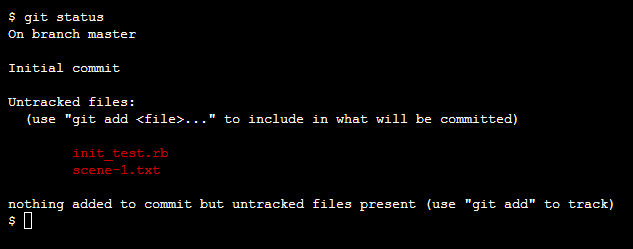 $ git status
On branch master
Initial commit
Untracked files:
(use "git add <file>..." to include in what will be committed)
init_test.rb
scene-1.txt
nothing added to commit but untracked files present (use "git add" to track)
$